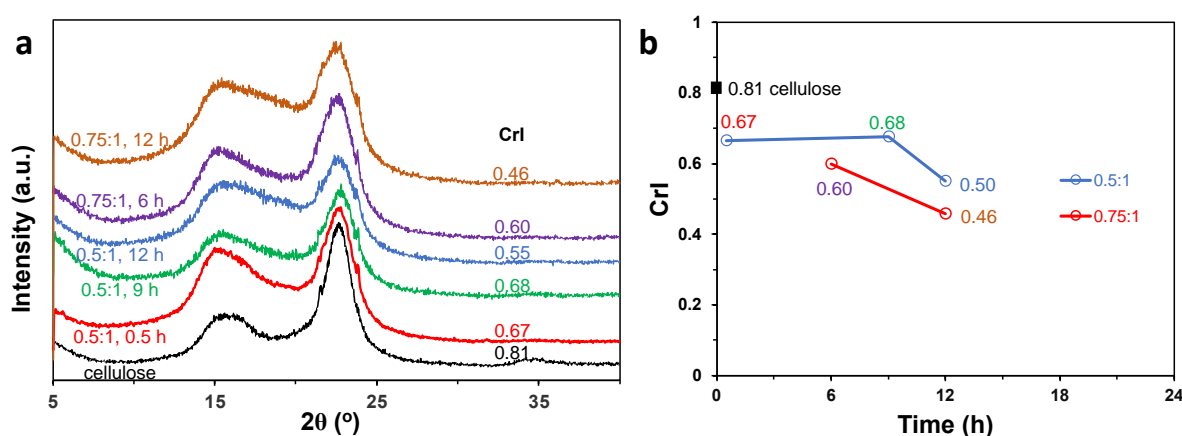 a
Intensity (a.u.)
CrI
0.75:1, 12 h
0.46
0.75:1, 6 h
0.60
0.5:1, 12 h
0.55
0.5:1, 9 h
0.68
0.5:1, 0.5 h
0.67
cellulose
0.81
5 15 25 35
2θ (º)
b
CrI
1
0.8
0.6
0.4
0.2
0
0.81 cellulose
0.67
0.68
0.60
0.50
0.46
0.5:1
0.75:1
0 6 12 18 24
Time (h)